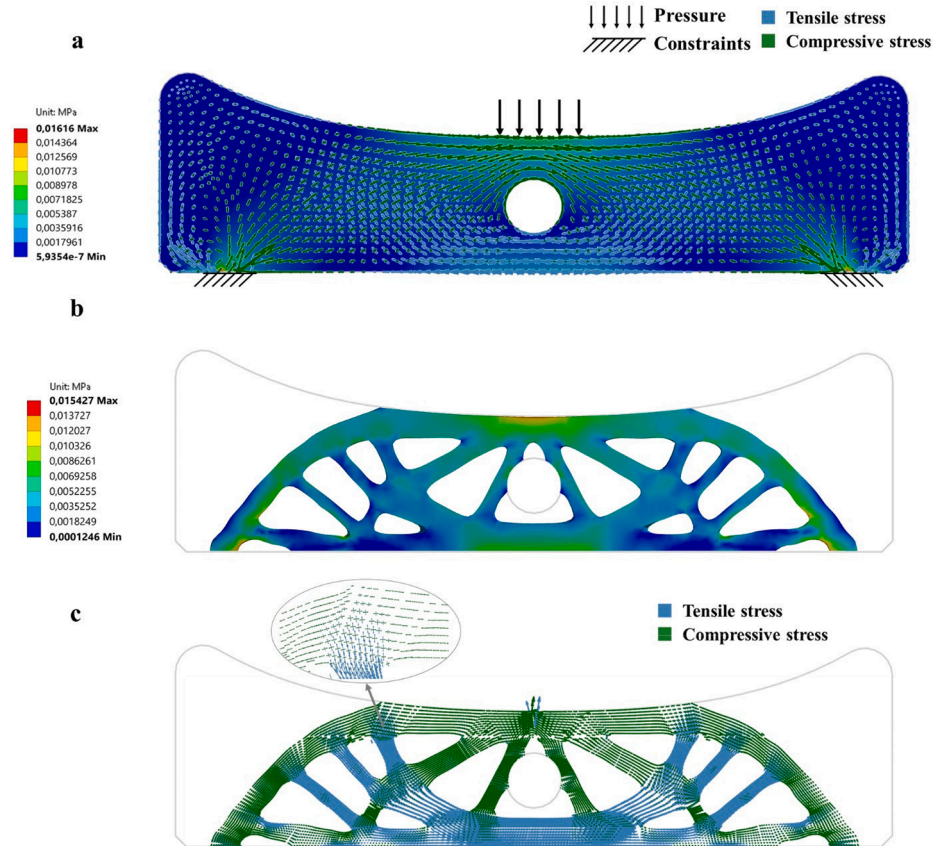 a
Pressure
Tensile stress
Constraints
Compressive stress
Unit: MPa
0,01616 Max
0,014364
0,012569
0,010773
0,008978
0,0071825
0,005387
0,0035916
0,0017961
5,9354e-7 Min
b
Unit: MPa
0,015427 Max
0,013727
0,012027
0,010326
0,0086261
0,0069258
0,0052255
0,0035252
0,0018249
0,0001246 Min
c
Tensile stress
Compressive stress